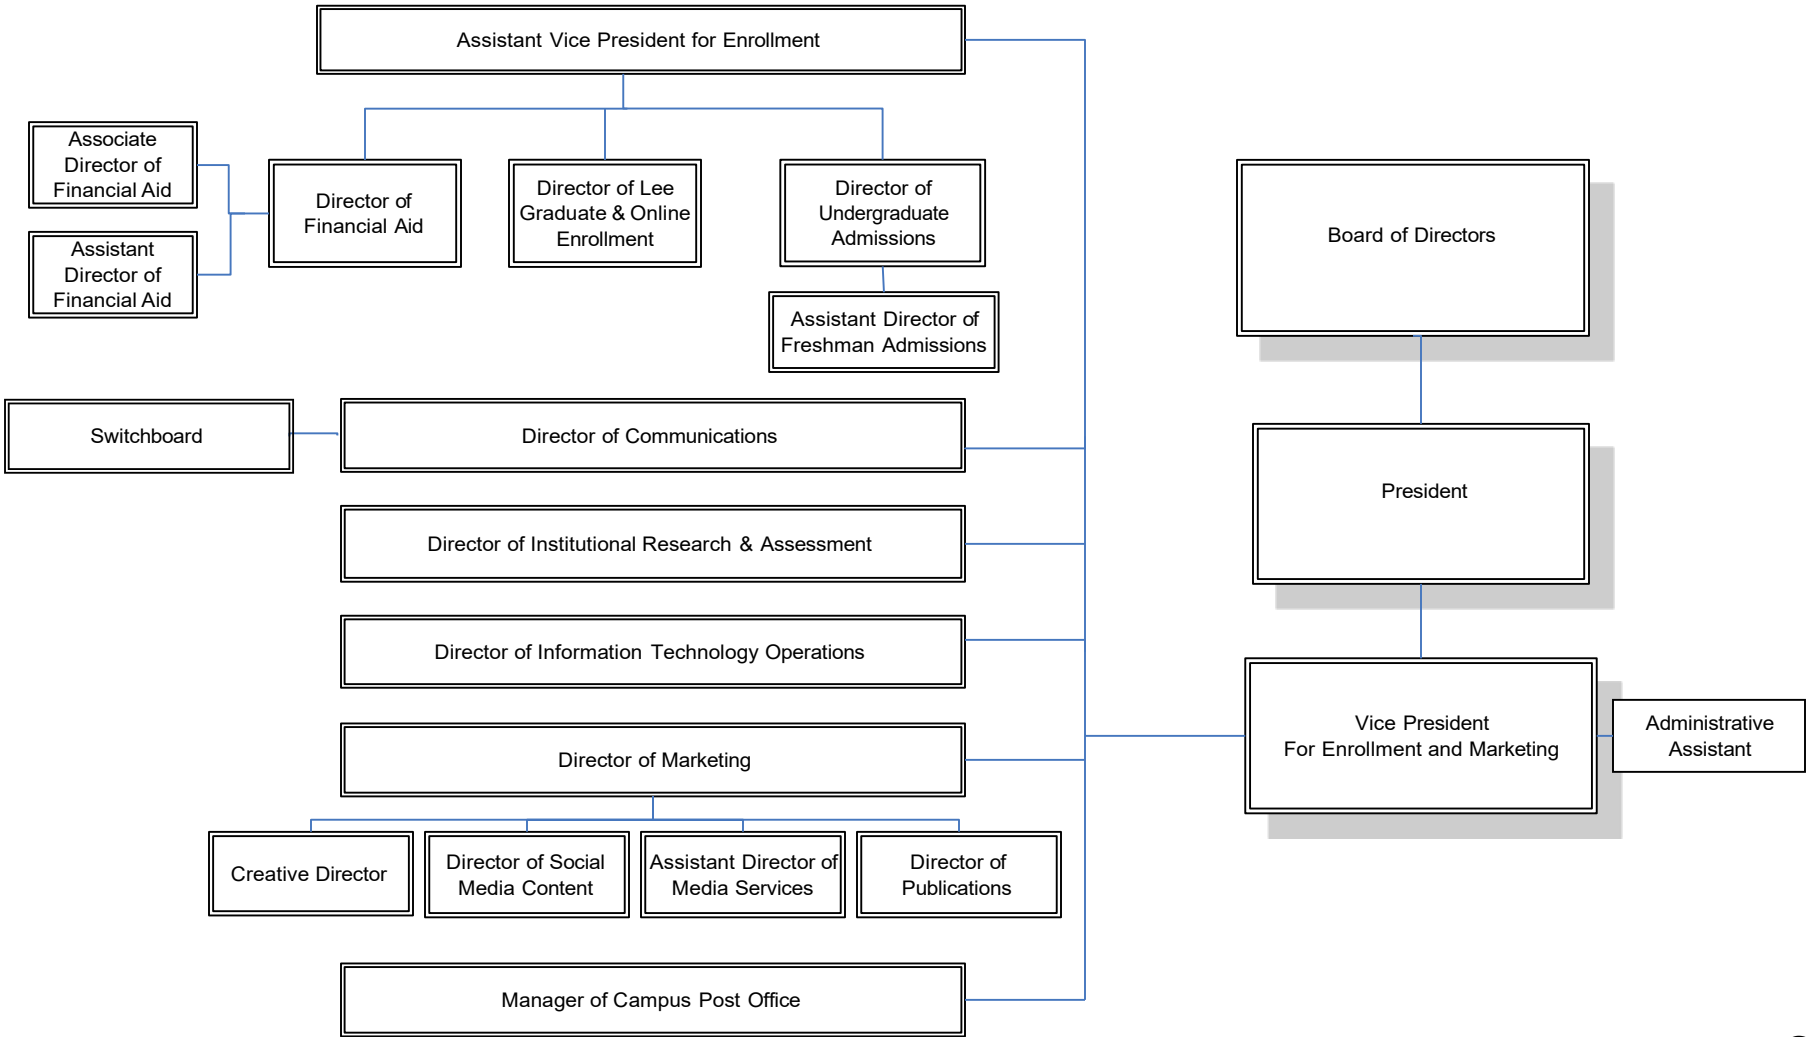 Assistant Vice President for Enrollment
Associate
Director of
Financial Aid
Assistant
Director of
Financial Aid
Director of
Financial Aid
Director of Lee
Graduate & Online
Enrollment
Director of
Undergraduate
Admissions
Assistant Director of
Freshman Admissions
Switchboard
Director of Communications
Director of Institutional Research & Assessment
Director of Information Technology Operations
Director of Marketing
Creative Director
Director of Social
Media Content
Assistant Director of
Media Services
Director of
Publications
Manager of Campus Post Office
Board of Directors
President
Vice President
For Enrollment and Marketing
Administrative
Assistant